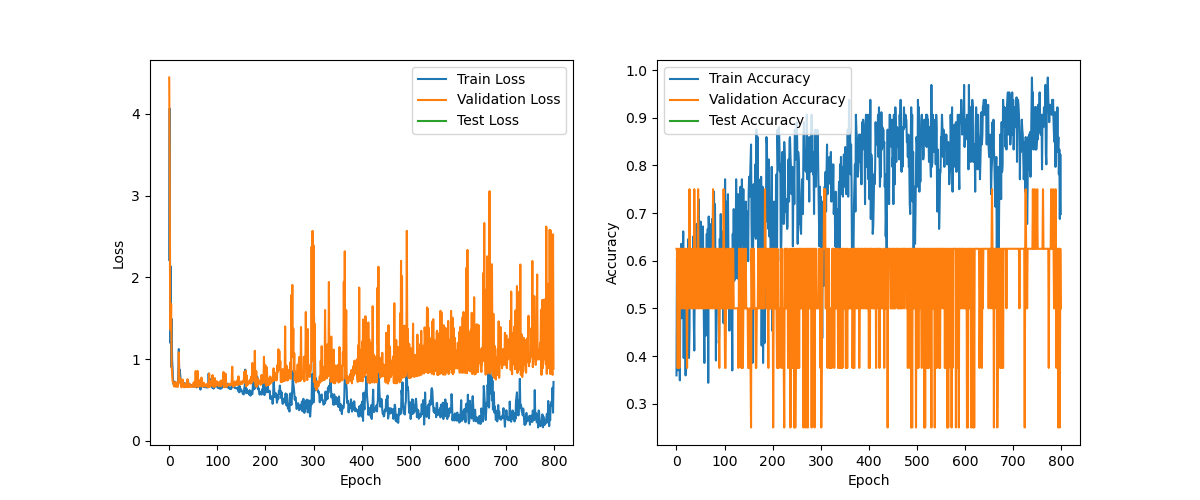 Train Loss
Validation Loss
Test Loss
4
3
2
1
0
Loss
0 100 200 300 400 500 600 700 800
Epoch
Train Accuracy
Validation Accuracy
Test Accuracy
1.0
0.9
0.8
0.7
0.6
0.5
0.4
0.3
Accuracy
0 100 200 300 400 500 600 700 800
Epoch